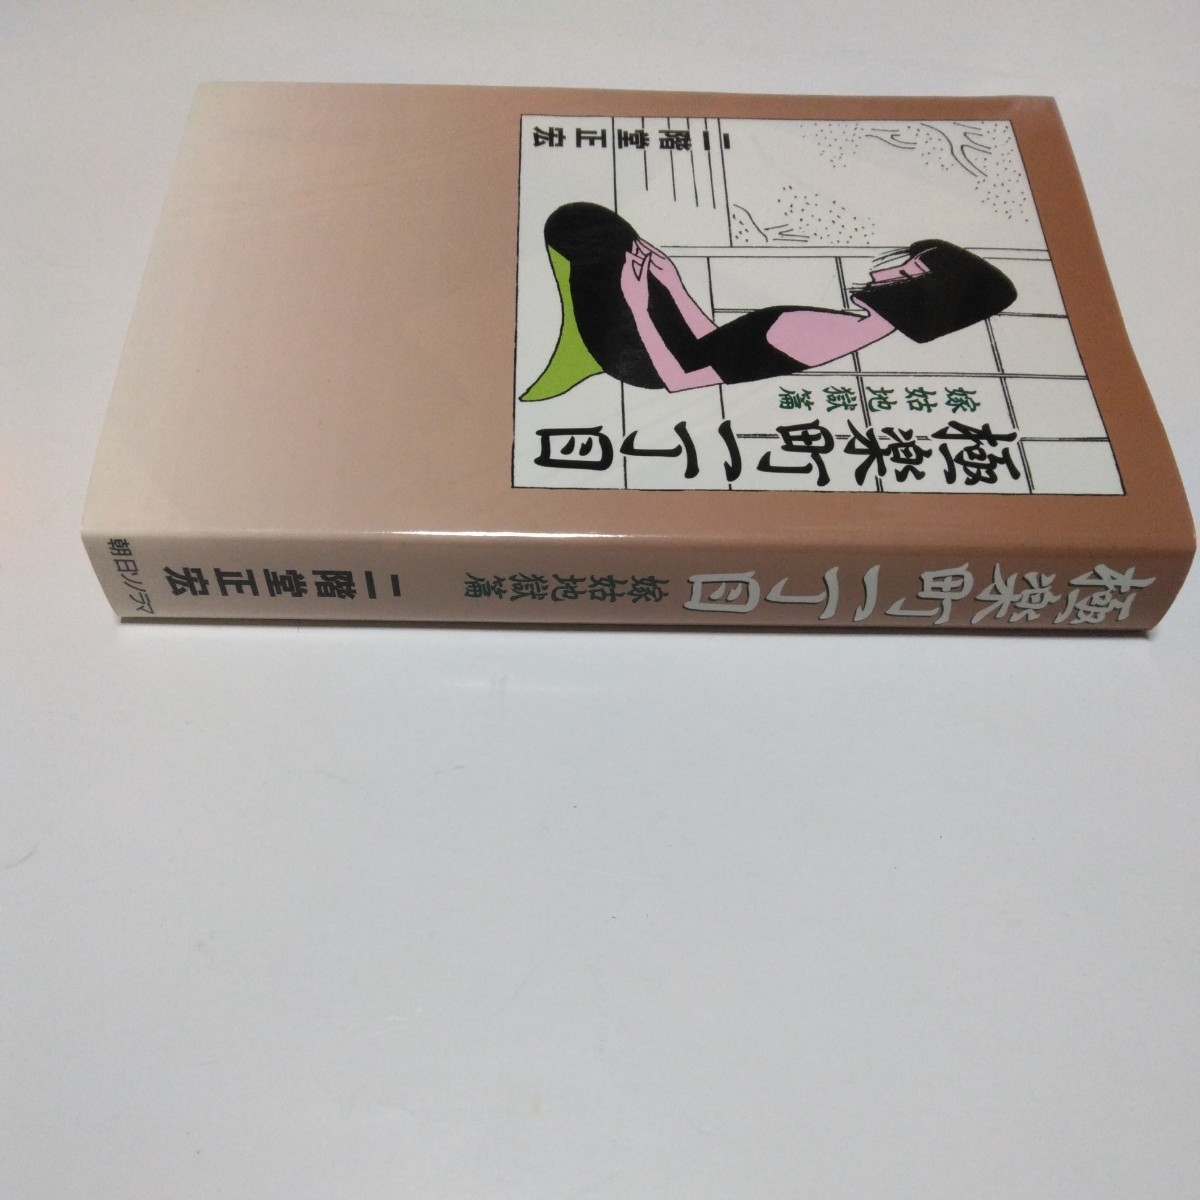 極楽町一丁目
嫁姑地獄篇
二階堂正宏
極楽町一丁目
嫁姑地獄篇
二階堂正宏
朝日ソノラマ